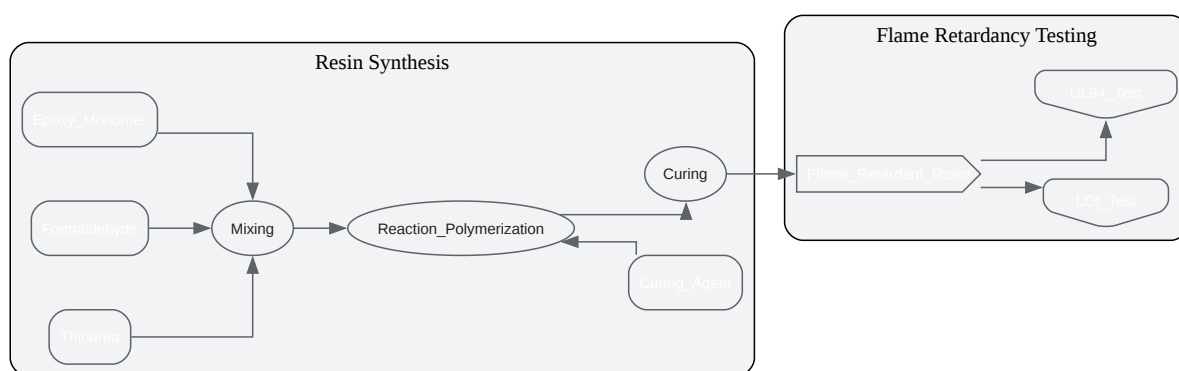 Resin Synthesis
Flame Retardancy Testing
Epoxy_Monomer
Formaldehyde
Thiourea
Mixing
Reaction_Polymerization
Curing
Curing_Agent
Flame_Retardant_Resin
UL94_Test
LOI_Test